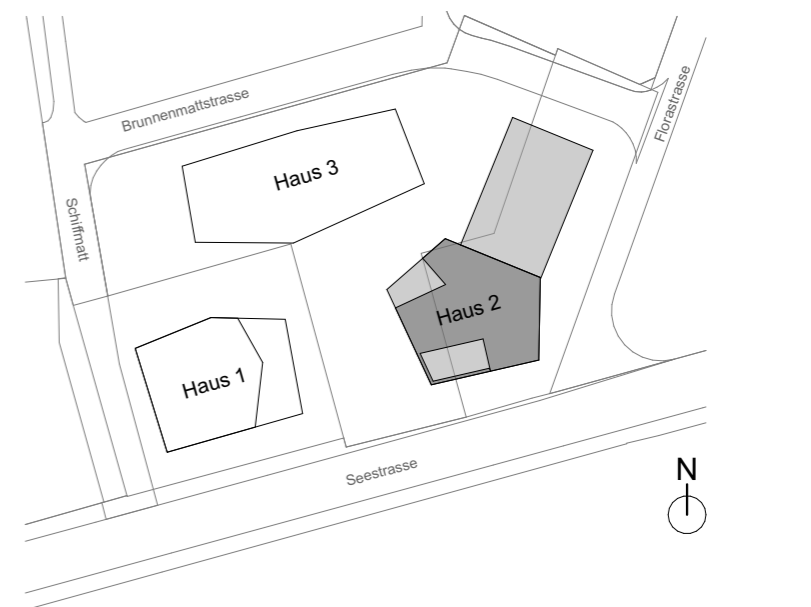 Brunnenmattstrasse
Florastrasse
Haus 3
Schiffmatt
Haus 2
Haus 1
Seestrasse
N